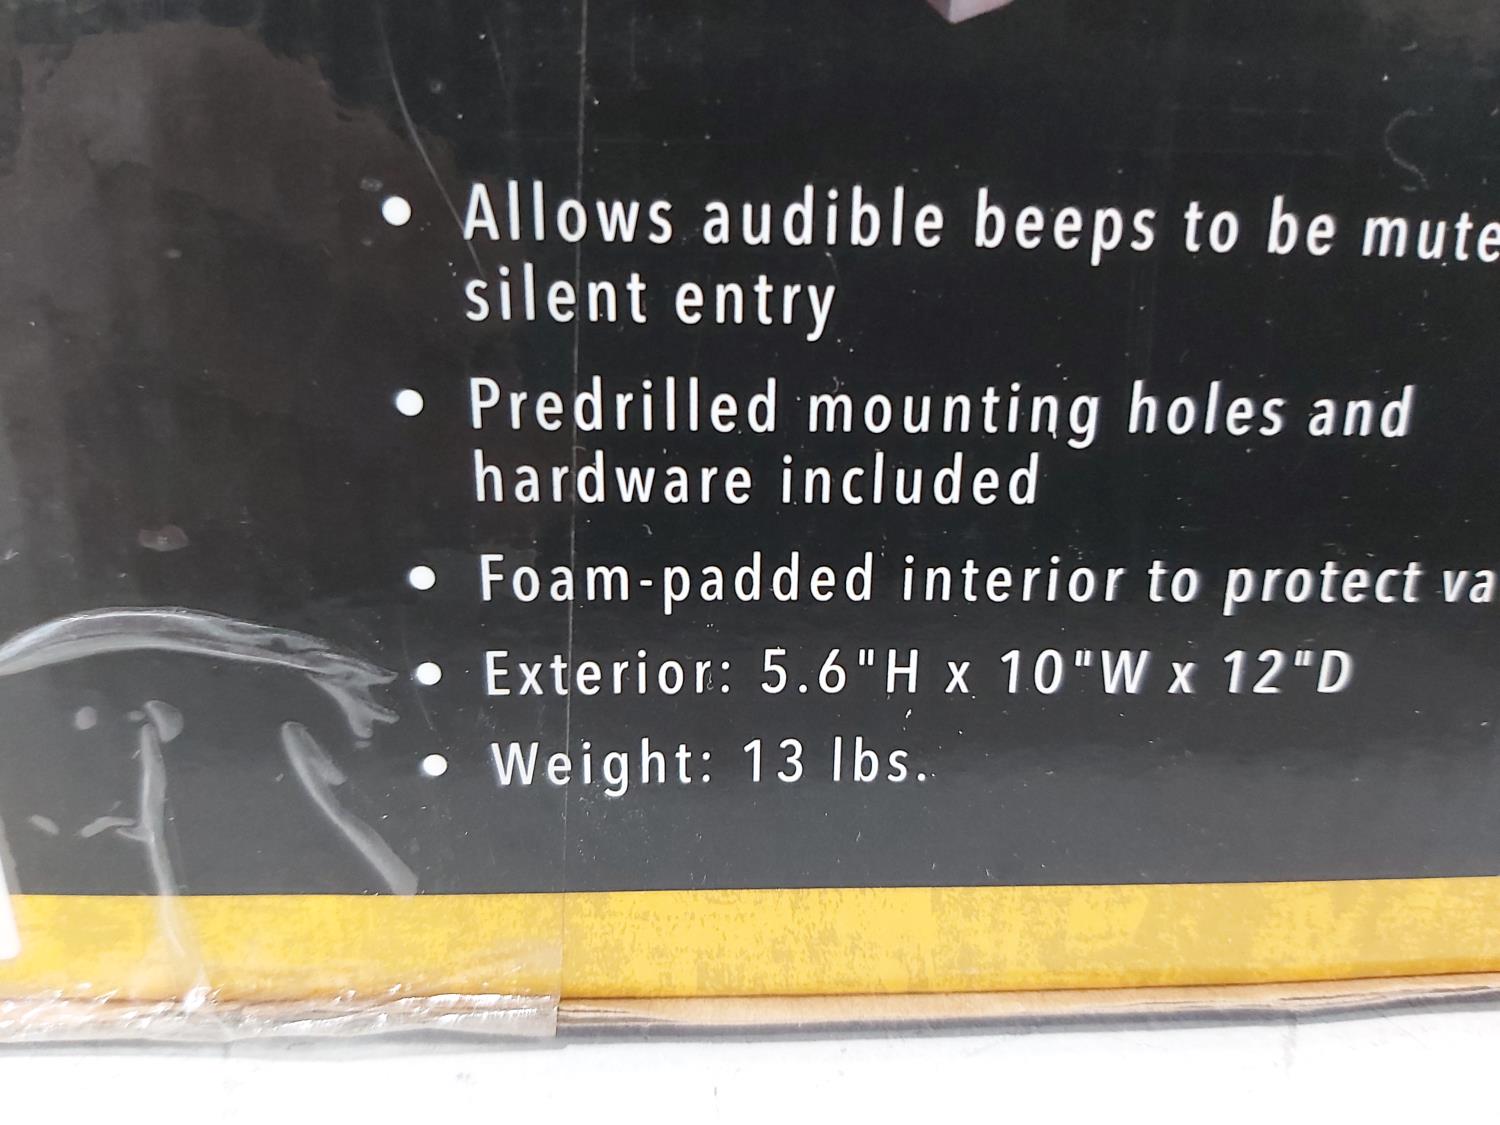 • Allows audible beeps to be mute
silent entry
• Predrilled mounting holes and
hardware included
• Foam-padded interior to protect va
• Exterior: 5.6"H x 10"W x 12"D
• Weight: 13 lbs.